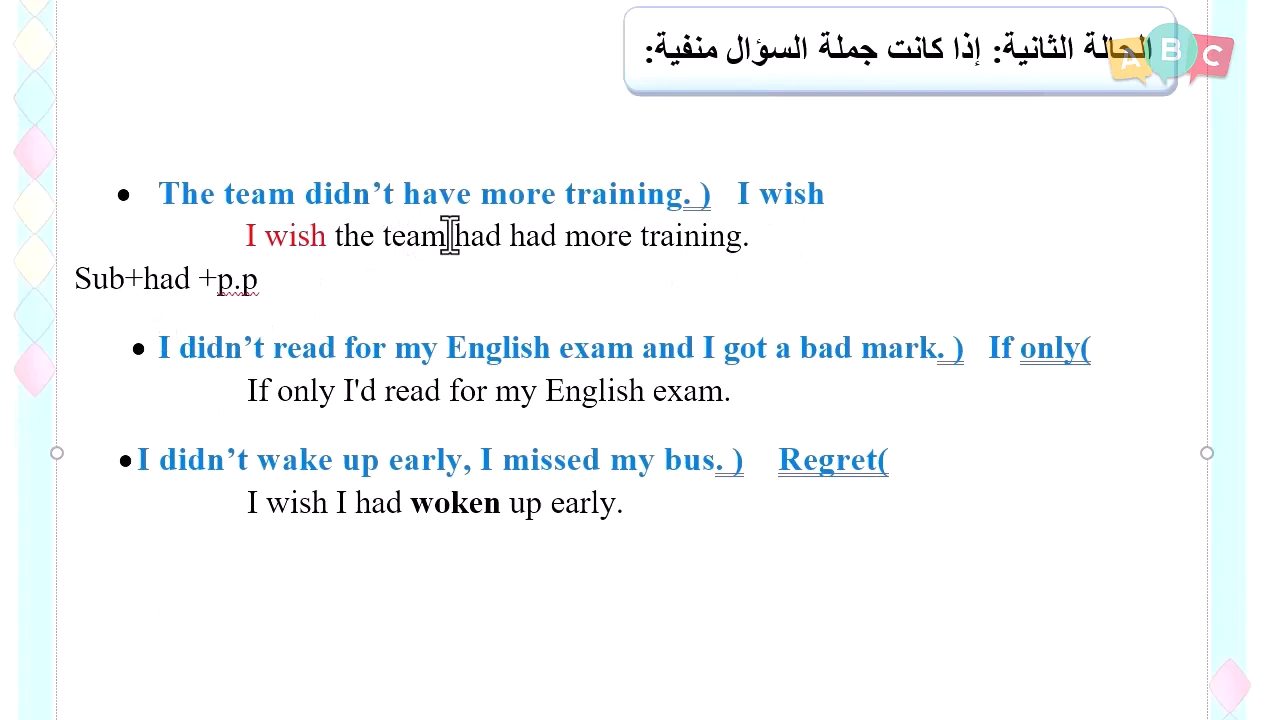 الحالة الثانية: إذا كانت جملة السؤال منفية:
A B C
• The team didn’t have more training. ) I wish
I wish the team had had more training.
Sub+had +p.p
• I didn’t read for my English exam and I got a bad mark. ) If only(
If only I'd read for my English exam.
• I didn’t wake up early, I missed my bus. ) Regret(
I wish I had woken up early.